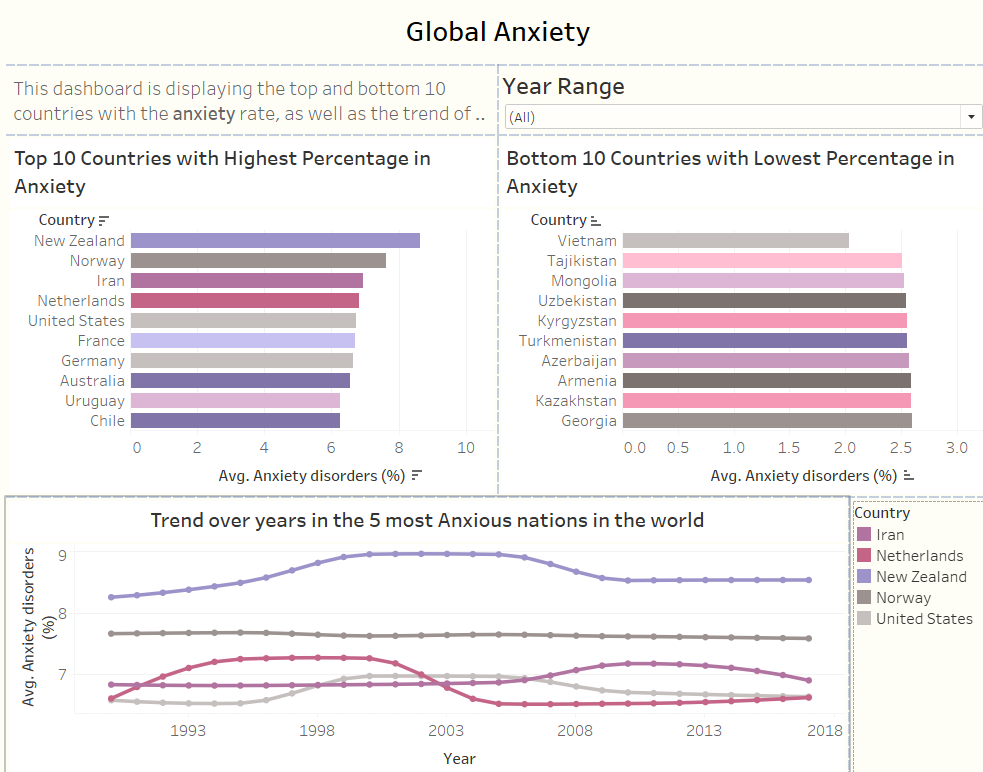 Global Anxiety
This dashboard is displaying the top and bottom 10
countries with the anxiety rate, as well as the trend of ..
Year Range
(All)
Top 10 Countries with Highest Percentage in
Anxiety
Country
New Zealand
Norway
Iran
Netherlands
United States
France
Germany
Australia
Uruguay
Chile
0 2 4 6 8 10
Avg. Anxiety disorders (%)
Bottom 10 Countries with Lowest Percentage in
Anxiety
Country
Vietnam
Tajikistan
Mongolia
Uzbekistan
Kyrgyzstan
Turkmenistan
Azerbaijan
Armenia
Kazakhstan
Georgia
0.0 0.5 1.0 1.5 2.0 2.5 3.0
Avg. Anxiety disorders (%)
Trend over years in the 5 most Anxious nations in the world
Avg. Anxiety disorders
(%)
9
8
7
1993 1998 2003 2008 2013 2018
Year
Country
Iran
Netherlands
New Zealand
Norway
United States